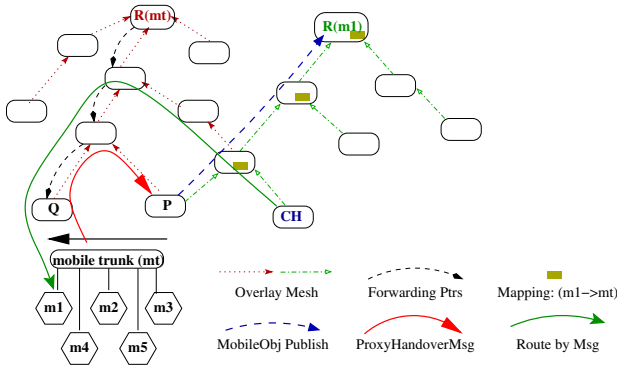 R(mt)
R(m1)
Q
P
CH
mobile trunk (mt)
m1
m2
m3
m4
m5
Overlay Mesh
Forwarding Ptrs
Mapping: (m1->mt)
MobileObj Publish
ProxyHandoverMsg
Route by Msg